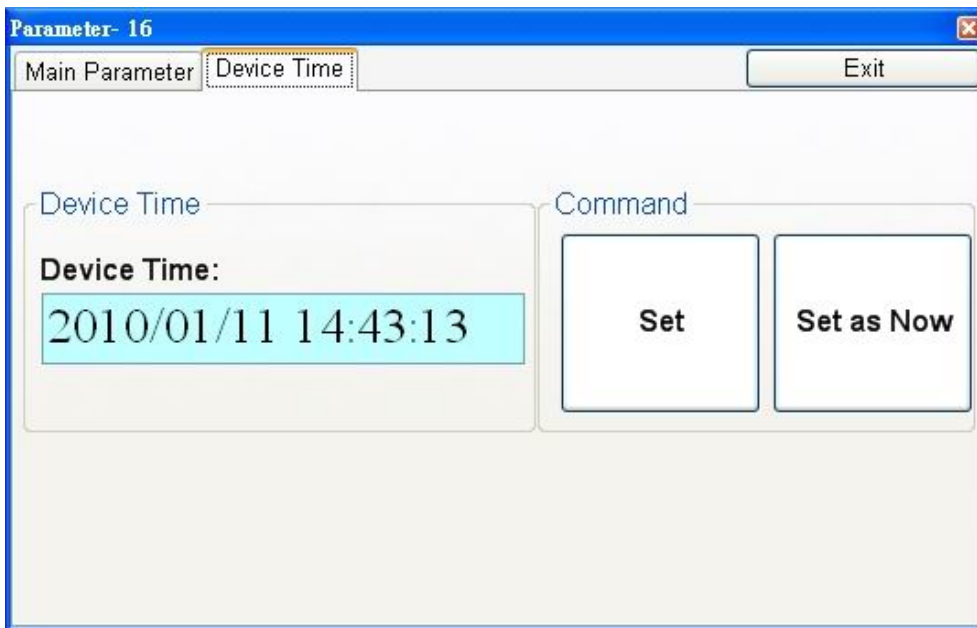 Parameter- 16
Main Parameter Device Time Exit
Device Time Command
Device Time:
2010/01/11 14:43:13
Set Set as Now